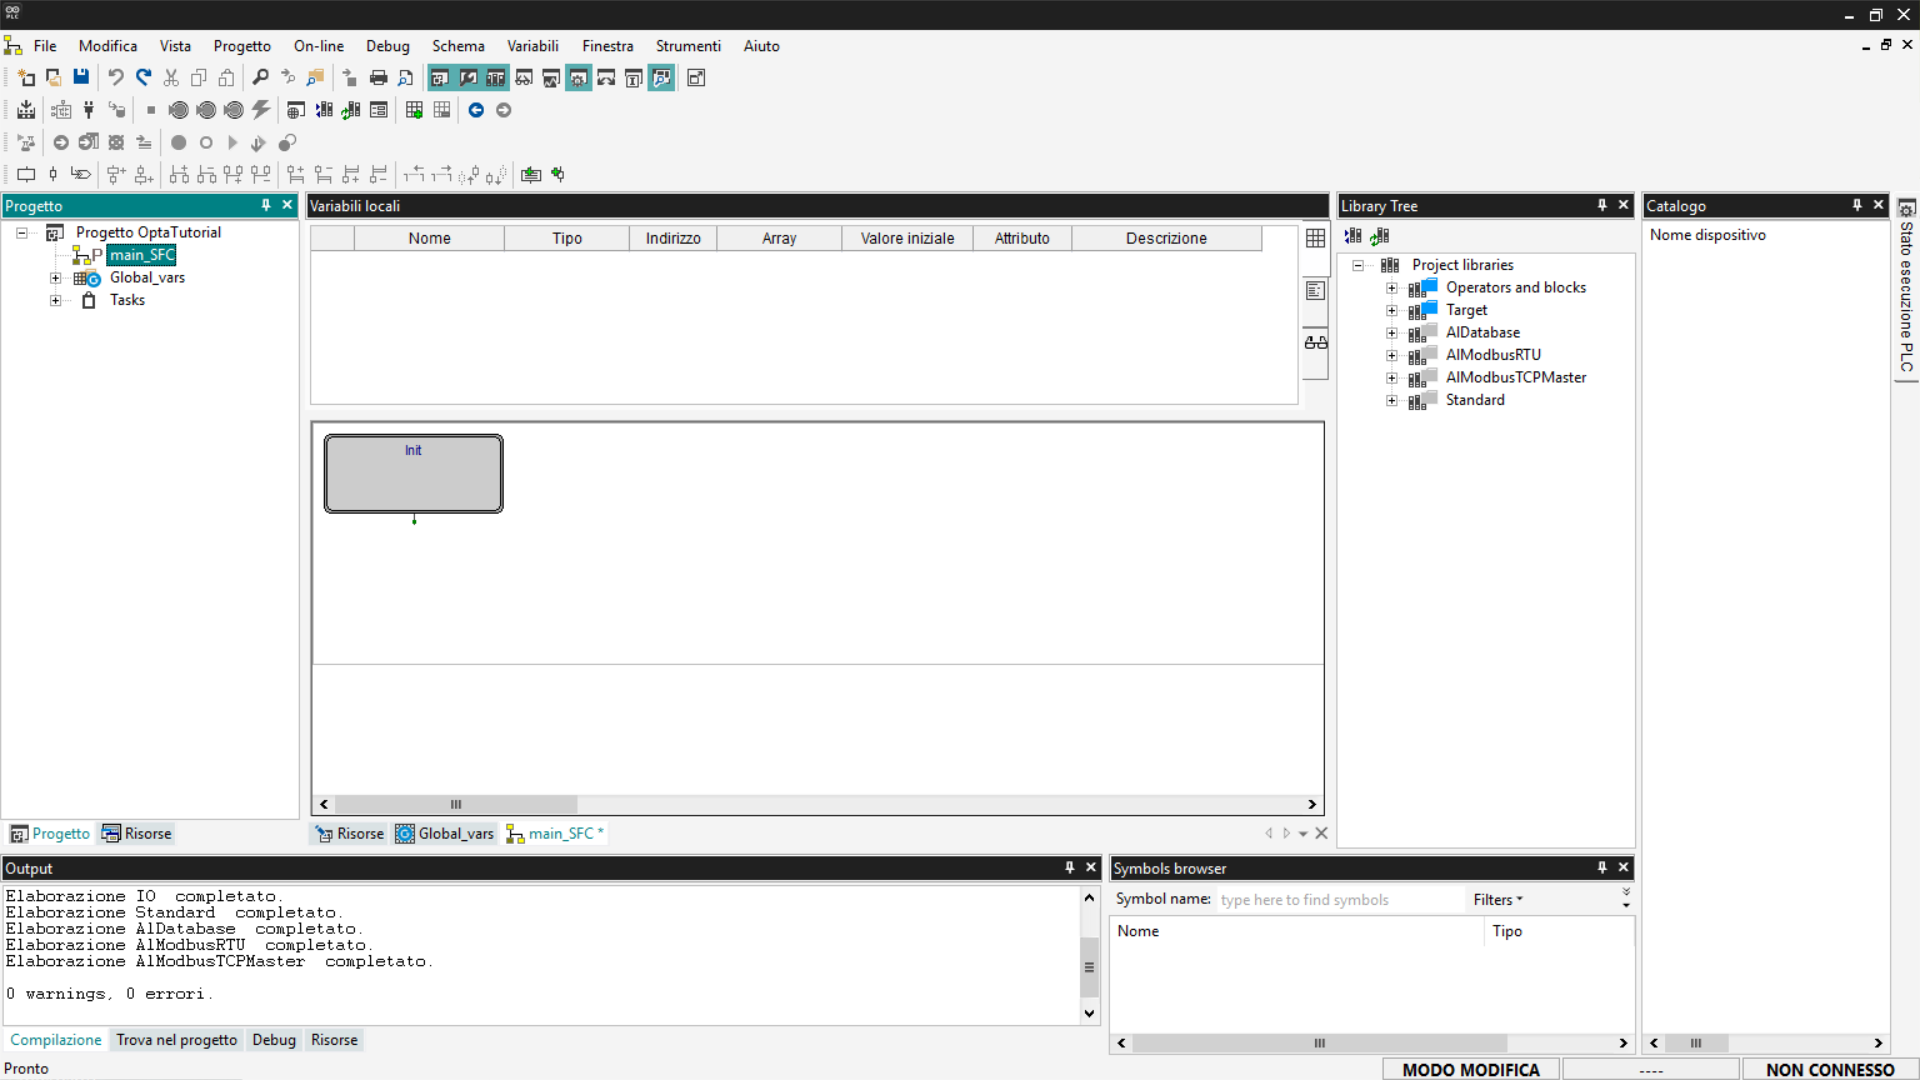 PLC
File Modifica Vista Progetto On-line Debug Schema Variabili Finestra Strumenti Aiuto
Progetto
Progetto OptaTutorial
P main_SFC
Global_vars
Tasks
Progetto Risorse
Variabili locali
Nome Tipo Indirizzo Array Valore iniziale Attributo Descrizione
Init
Risorse Global_vars main_SFC *
Library Tree
Project libraries
Operators and blocks
Target
AlDatabase
AlModbusRTU
AlModbusTCPMaster
Standard
Catalogo
Nome dispositivo
Stato esecuzione PLC
Output
Elaborazione IO completato.
Elaborazione Standard completato.
Elaborazione AlDatabase completato.
Elaborazione AlModbusRTU completato.
Elaborazione AlModbusTCPMaster completato.
0 warnings, 0 errori.
Compilazione Trova nel progetto Debug Risorse
Symbols browser
Symbol name: type here to find symbols Filters
Nome Tipo
Pronto
MODO MODIFICA ---- NON CONNESSO